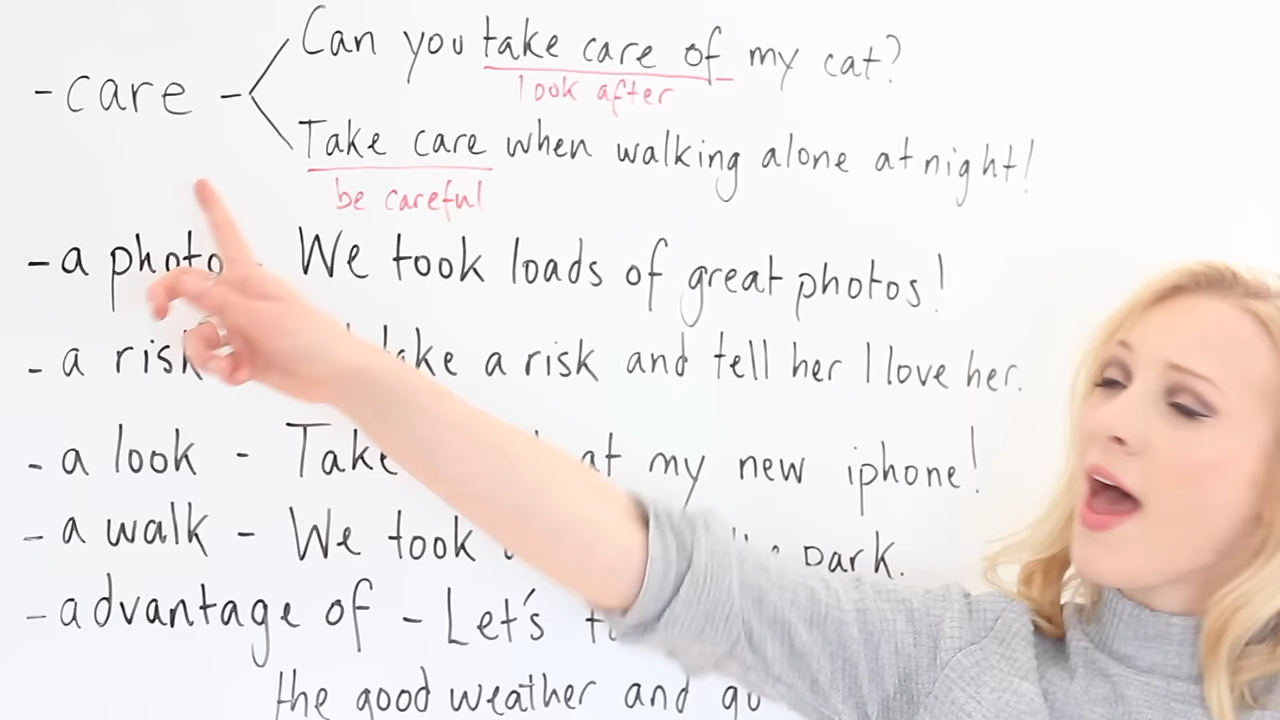 - care - Can you take care of my cat?
look after
Take care when walking alone at night!
be careful
- a photo - We took loads of great photos!
- a risk take a risk and tell her I love her.
- a look - Take at my new iphone!
- a walk - We took Dark.
- advantage of - Let's
the good weather and